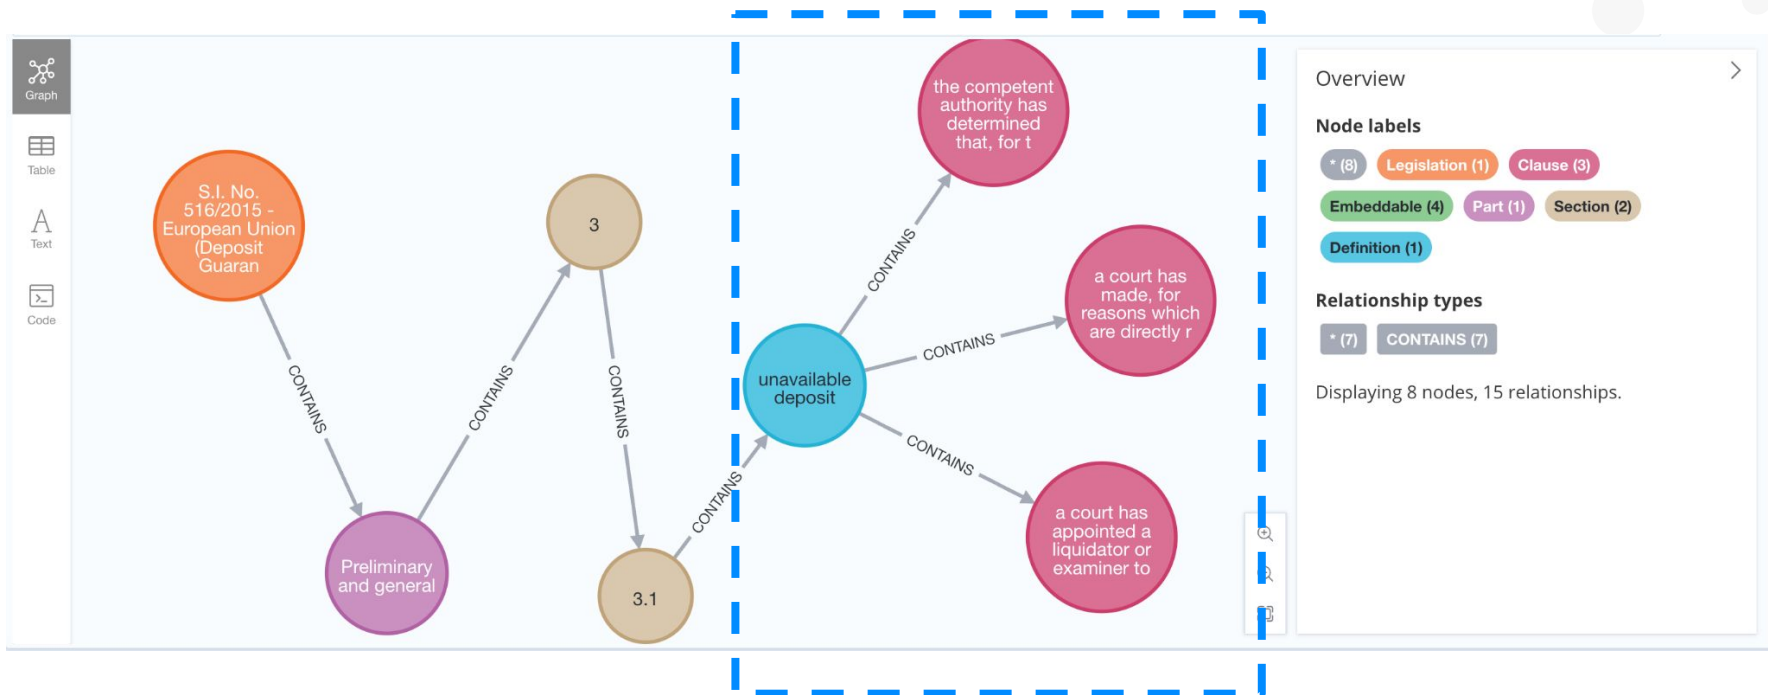 Graph
Table
Text
Code
S.I. No.
516/2015 -
European Union
(Deposit
Guaran
CONTAINS
Preliminary
and general
CONTAINS
3
CONTAINS
3.1
CONTAINS
unavailable
deposit
CONTAINS
the competent
authority has
determined
that, for t
CONTAINS
a court has
made, for
reasons which
are directly r
CONTAINS
a court has
appointed a
liquidator or
examiner to
Overview
Node labels
* (8) Legislation (1) Clause (3)
Embeddable (4) Part (1) Section (2)
Definition (1)
Relationship types
* (7) CONTAINS (7)
Displaying 8 nodes, 15 relationships.